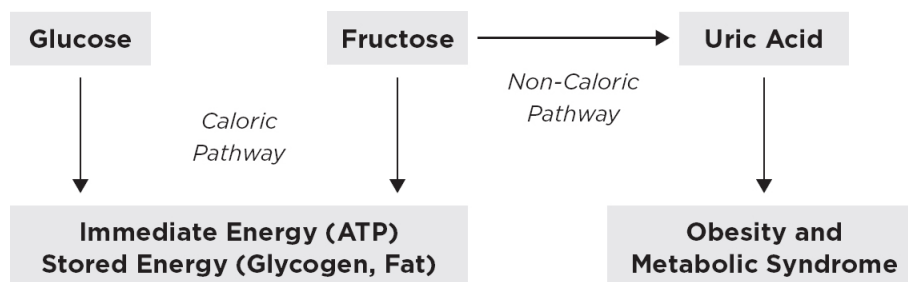 Glucose
Fructose
Uric Acid
Non-Caloric
Pathway
Caloric
Pathway
Immediate Energy (ATP)
Stored Energy (Glycogen, Fat)
Obesity and
Metabolic Syndrome